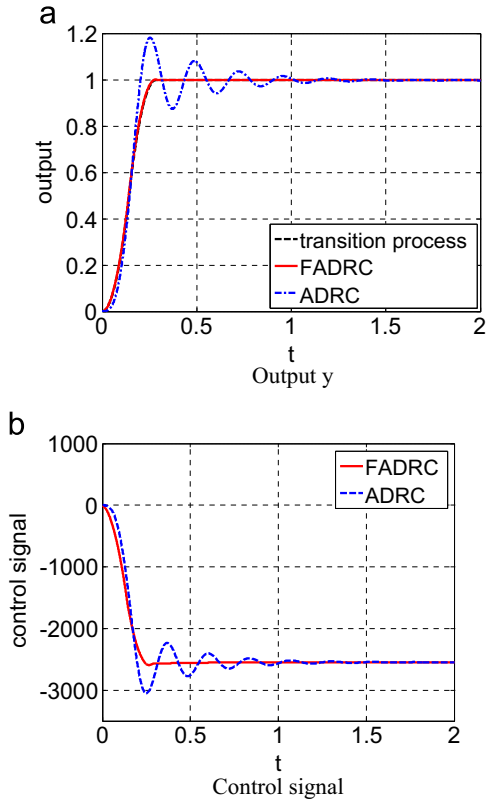 a
1.2
1
0.8
0.6
0.4
0.2
0
output
transition process
FADRC
ADRC
0 0.5 1 1.5 2
t
Output y
b
1000
0
-1000
-2000
-3000
control signal
FADRC
ADRC
0 0.5 1 1.5 2
t
Control signal